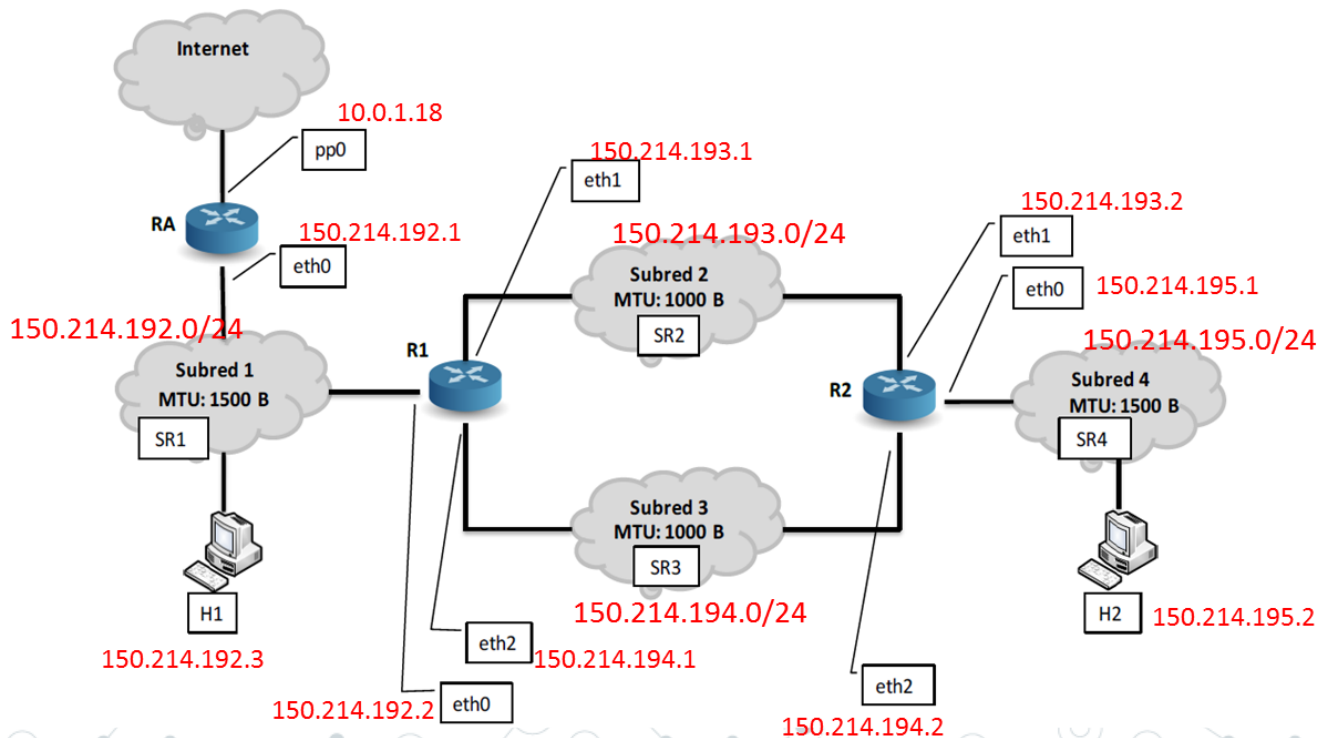 Internet
10.0.1.18
pp0
150.214.193.1
eth1
RA
150.214.192.1
eth0
150.214.193.2
eth1
150.214.193.0/24
Subred 2
MTU: 1000 B
SR2
eth0
150.214.195.1
150.214.192.0/24
Subred 1
MTU: 1500 B
SR1
R1
R2
150.214.195.0/24
Subred 4
MTU: 1500 B
SR4
Subred 3
MTU: 1000 B
SR3
150.214.194.0/24
H1
150.214.192.3
H2
150.214.195.2
eth2
150.214.194.1
150.214.192.2
eth0
eth2
150.214.194.2